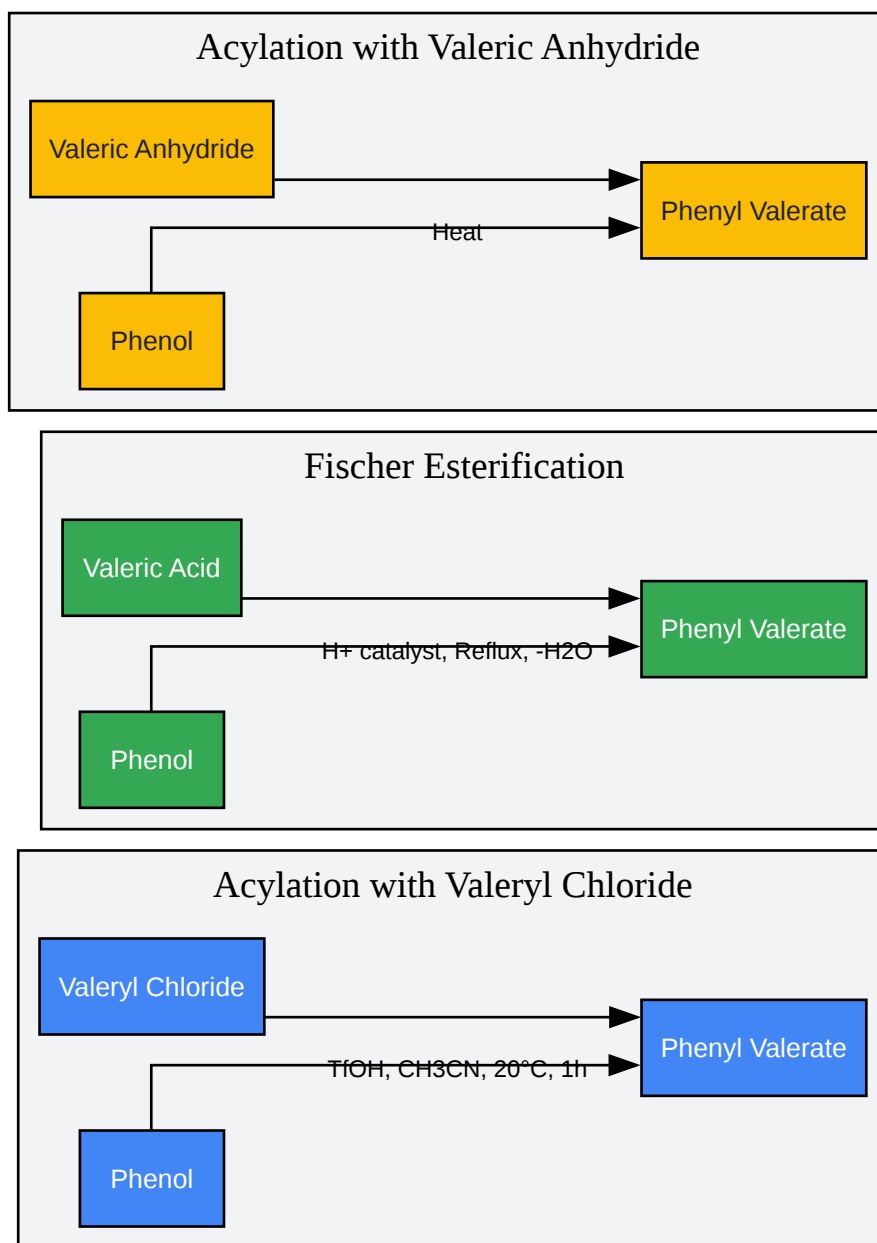 Acylation with Valeric Anhydride
Valeric Anhydride
Phenyl Valerate
Heat
Phenol
Fischer Esterification
Valeric Acid
Phenyl Valerate
H+ catalyst, Reflux, -H2O
Phenol
Acylation with Valeryl Chloride
Valeryl Chloride
Phenyl Valerate
TfOH, CH3CN, 20°C, 1h
Phenol